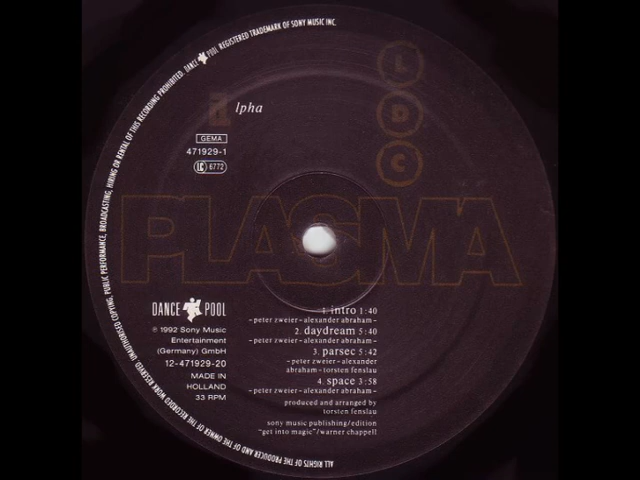 UNAUTHORISED COPYING, PUBLIC PERFORMANCE, BROADCASTING, HIRING OR RENTAL OF THIS RECORDING PROHIBITED. DANCE POOL REGISTERED TRADEMARK OF SONY MUSIC INC.
L
D
C
lpha
GEMA
471929-1
LC 6772
PLASMA
DANCE POOL
℗ 1992 Sony Music
Entertainment
(Germany) GmbH
12-471929-20
MADE IN
HOLLAND
33 RPM
1. intro 1:40
-peter zweier-alexander abraham-
2. daydream 5:40
-peter zweier-alexander abraham-
3. parsec 5:42
-peter zweier-alexander
abraham-torsten fenslau
4. space 3:58
-peter zweier-alexander abraham-
produced and arranged by
torsten fenslau
sony music publishing/edition
"get into magic"/warner chappell
ALL RIGHTS OF THE PRODUCER AND OF THE OWNER OF THE RECORDED WORK RESERVED